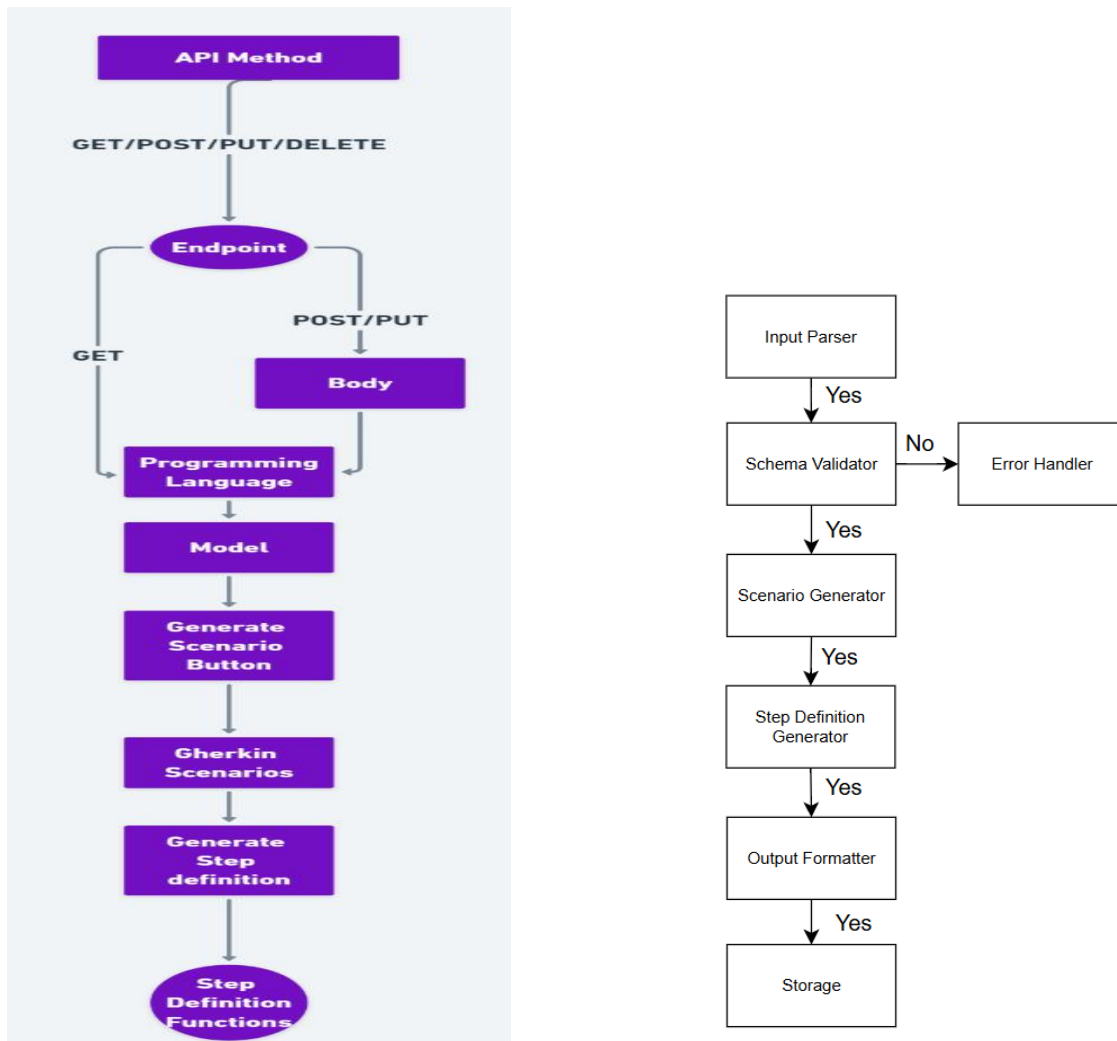 API Method
GET/POST/PUT/DELETE
Endpoint
POST/PUT
GET
Body
Programming
Language
Model
Generate
Scenario
Button
Gherkin
Scenarios
Generate
Step
definition
Step
Definition
Functions
Input Parser
Yes
Schema Validator
No
Error Handler
Yes
Scenario Generator
Yes
Step Definition
Generator
Yes
Output Formatter
Yes
Storage